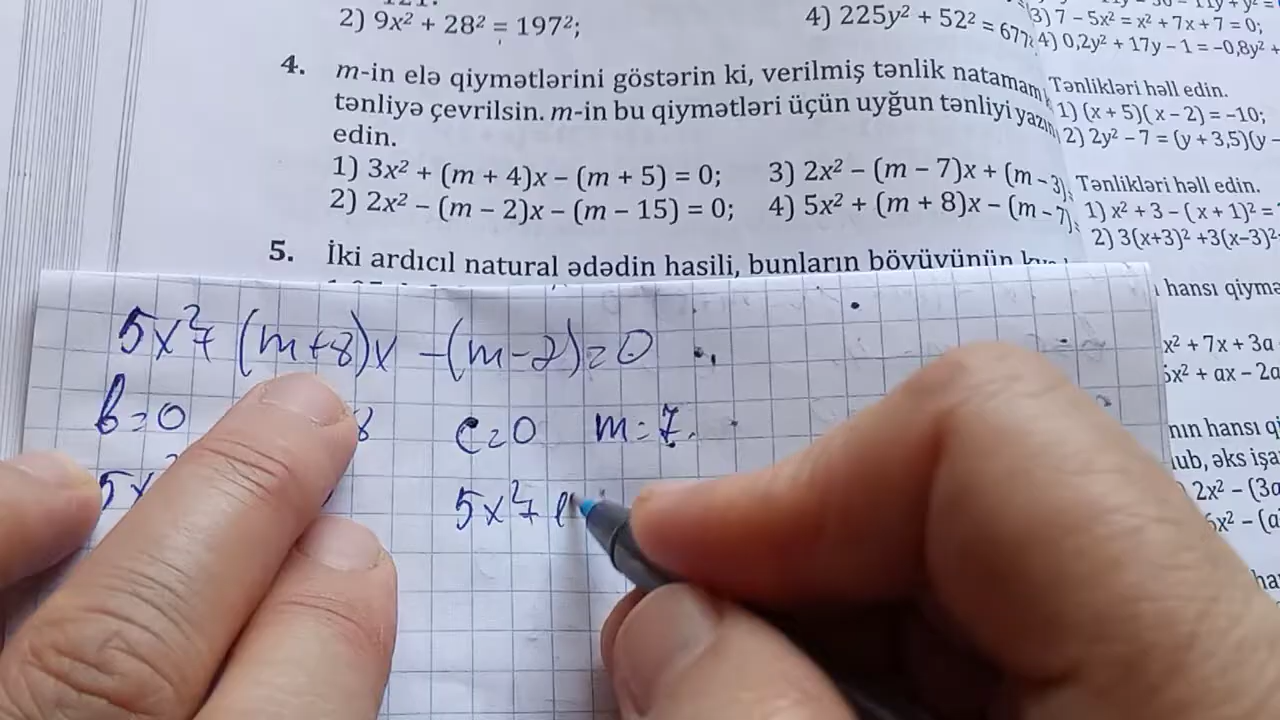 2) 9x² + 28² = 197²;
4) 225y² + 52² = 677²
4. m-in elə qiymətlərini göstərin ki, verilmiş tənlik natamam
tənliyə çevrilsin. m-in bu qiymətləri üçün uyğun tənliyi yazın
edin.
1) 3x² + (m + 4)x – (m + 5) = 0;
3) 2x² – (m – 7)x + (m – 3)
2) 2x² – (m – 2)x – (m – 15) = 0;
4) 5x² + (m + 8)x – (m – 7)
5. İki ardıcıl natural ədədin hasili, bunların böyüyünün
3) 7 – 5x² = x² + 7x + 7 = 0;
4) 0,2y² + 17y – 1 = –0,8y² +
Tənlikləri həll edin.
1) (x + 5)(x – 2) = –10;
2) 2y² – 7 = (y + 3,5)(y –
Tənlikləri həll edin.
1) x² + 3 – (x + 1)² =
2) 3(x+3)² +3(x–3)²
hansı qiymə
x² + 7x + 3a
5x² + ax – 2a
nın hansı q
lub, əks işa
2x² – (3a
x² – (a
5x²+ (m+8)x –(m–7)=0
b=0 8 c=0 m=7.
5x² 5x²+